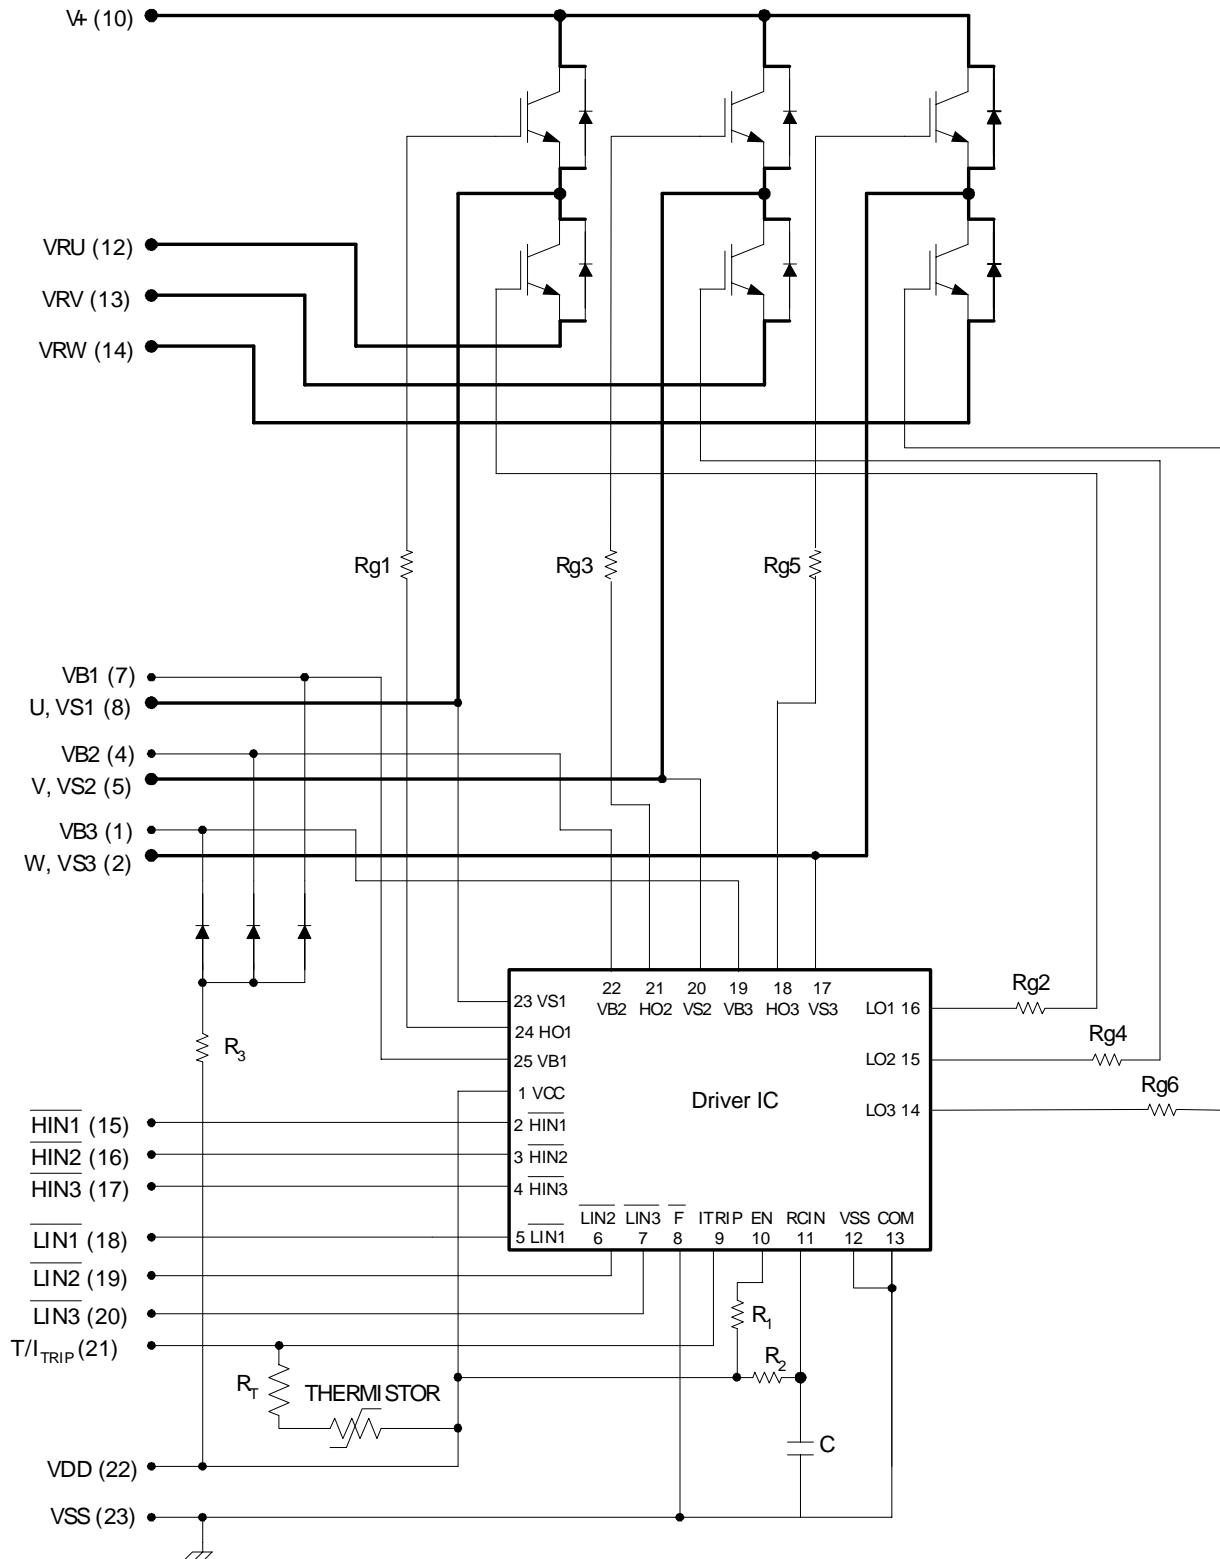 V+ (10)
VRU (12)
VRV (13)
VRW (14)
Rg1
Rg3
Rg5
VB1 (7)
U, VS1 (8)
VB2 (4)
V, VS2 (5)
VB3 (1)
W, VS3 (2)
22 21 20 19 18 17
VB2 HO2 VS2 VB3 HO3 VS3
23 VS1
24 HO1
25 VB1
1 VCC
2 HIN1
3 HIN2
4 HIN3
5 LIN1
LO1 16
LO2 15
LO3 14
Driver IC
Rg2
Rg4
Rg6
R3
HIN1 (15)
HIN2 (16)
HIN3 (17)
LIN1 (18)
LIN2 (19)
LIN3 (20)
T/ITRIP (21)
LIN2 LIN3 F ITRIP EN RCIN VSS COM
6 7 8 9 10 11 12 13
R1
R2
RT
THERMISTOR
C
VDD (22)
VSS (23)